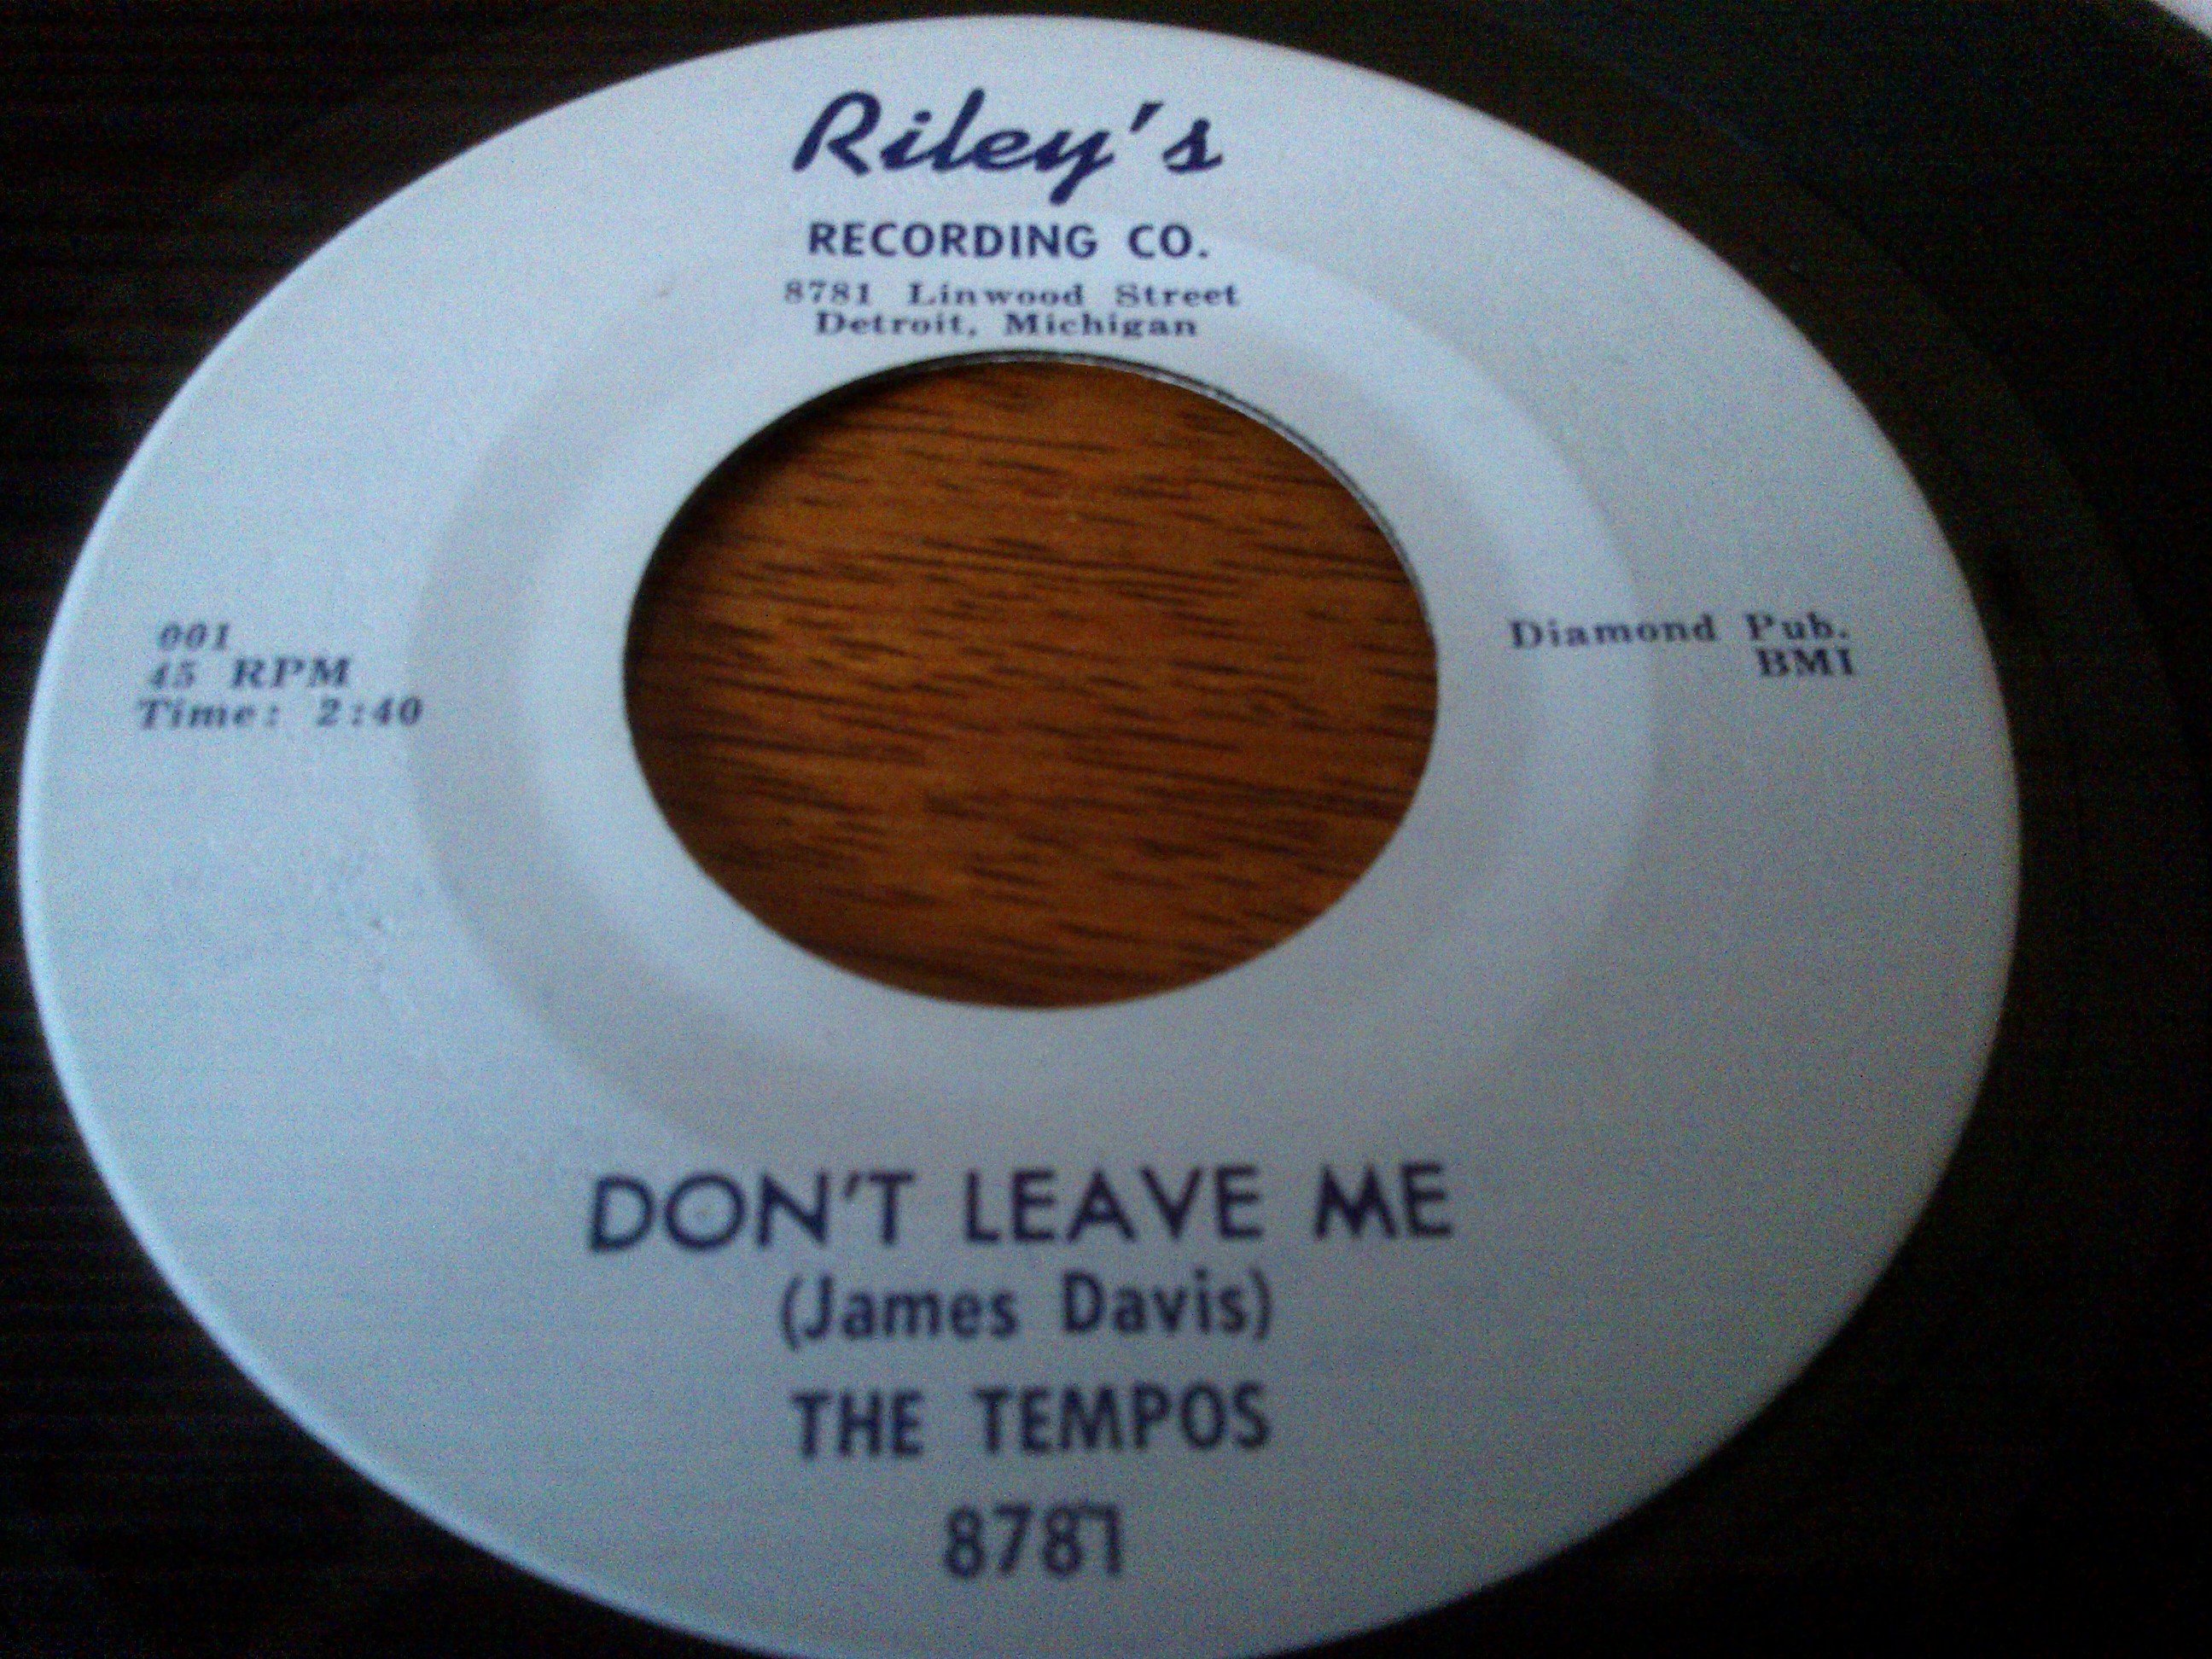 Riley's
RECORDING CO.
8781 Linwood Street
Detroit, Michigan
001
45 RPM
Time: 2:40
Diamond Pub.
BMI
DON'T LEAVE ME
(James Davis)
THE TEMPOS
8781